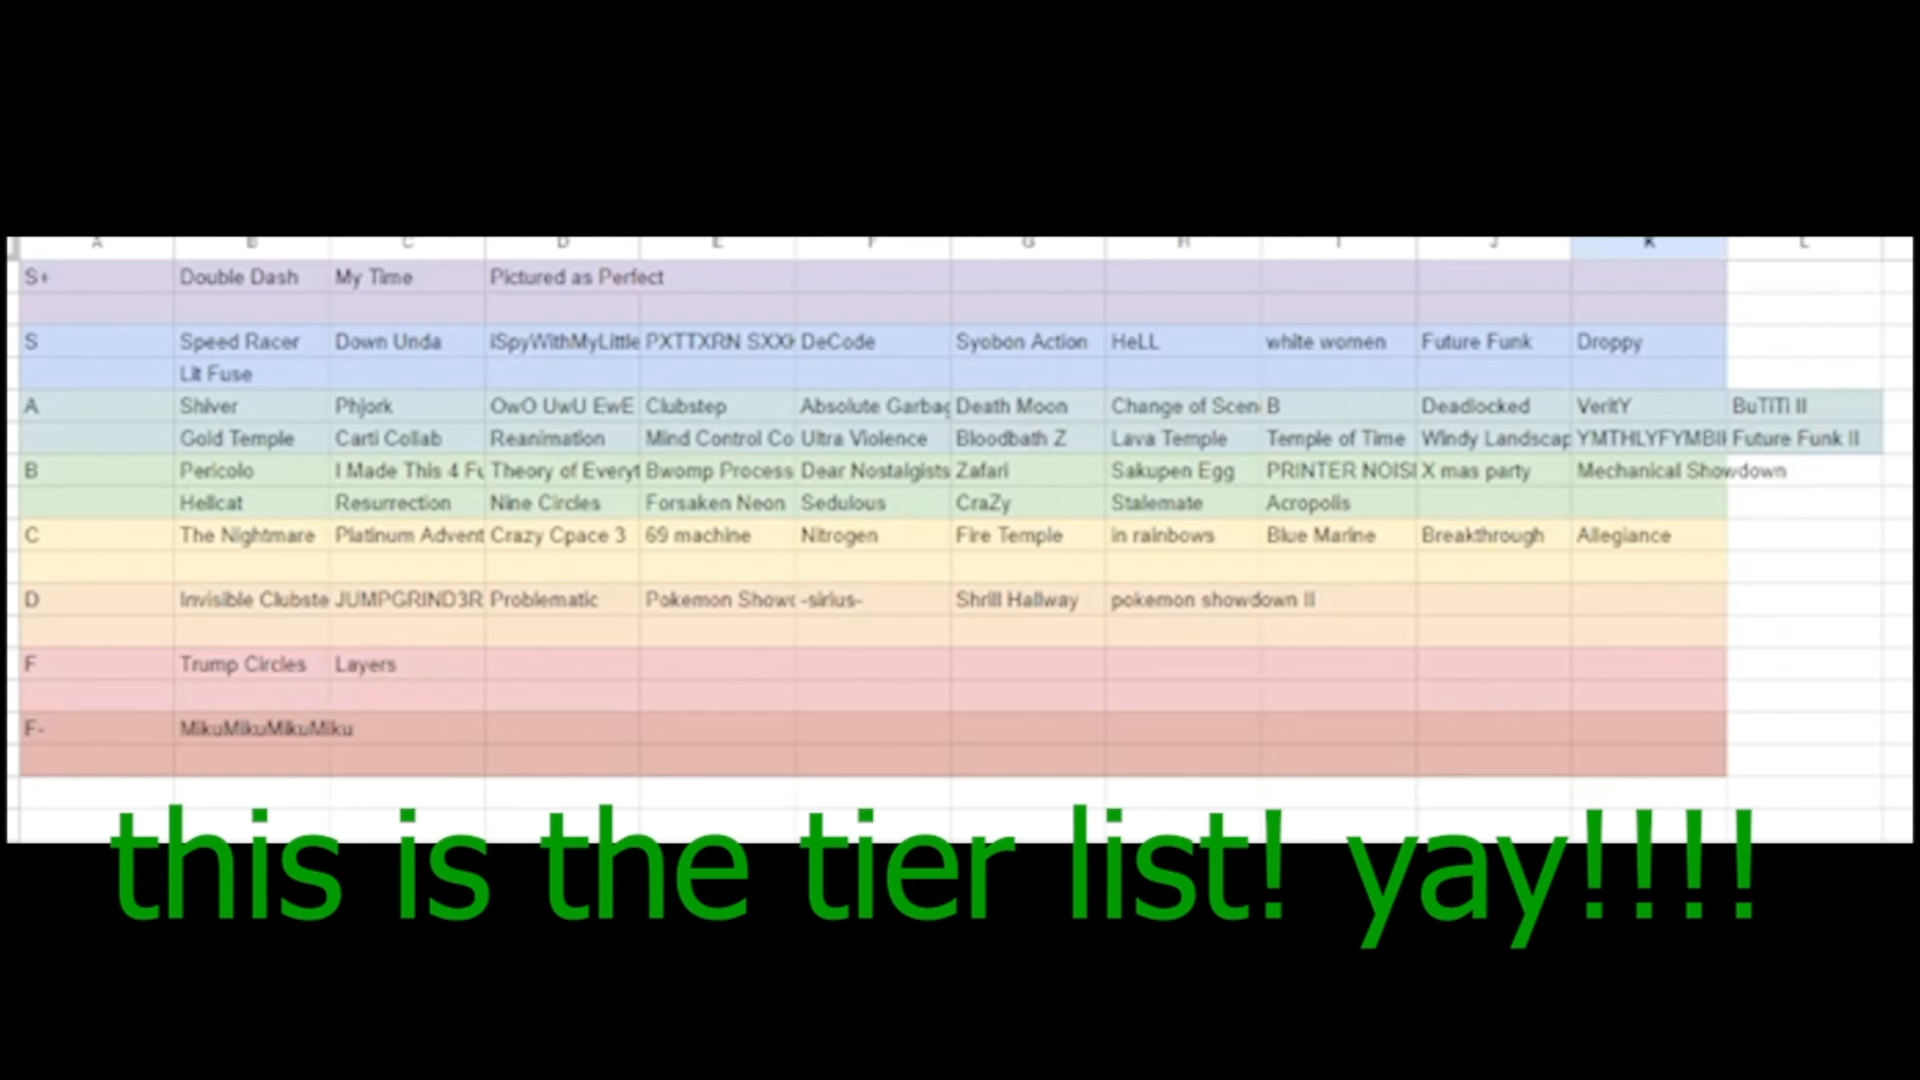 A B C D E F G H I J K L
S+ Double Dash My Time Pictured as Perfect
S Speed Racer Down Unda iSpyWithMyLittle PXTTXRN SXXK DeCode Syobon Action HeLL white women Future Funk Droppy
Lit Fuse
A Shiver Phjork OwO UwU EwE Clubstep Absolute Garbag Death Moon Change of Scen B Deadlocked VeritY BuTiTi II
Gold Temple Carti Collab Reanimation Mind Control Co Ultra Violence Bloodbath Z Lava Temple Temple of Time Windy Landscap YMTHLYFYMBII Future Funk II
B Pericolo I Made This 4 Fu Theory of Everyt Bwomp Process Dear Nostalgists Zafari Sakupen Egg PRINTER NOISI X mas party Mechanical Showdown
Hellcat Resurrection Nine Circles Forsaken Neon Sedulous CraZy Stalemate Acropolis
C The Nightmare Platinum Advent Crazy Cpace 3 69 machine Nitrogen Fire Temple in rainbows Blue Marine Breakthrough Allegiance
D Invisible Clubste JUMPGRIND3R Problematic Pokemon Showc -sirius- Shrill Hallway pokemon showdown II
F Trump Circles Layers
F- MikuMikuMikuMiku
this is the tier list! yay!!!!